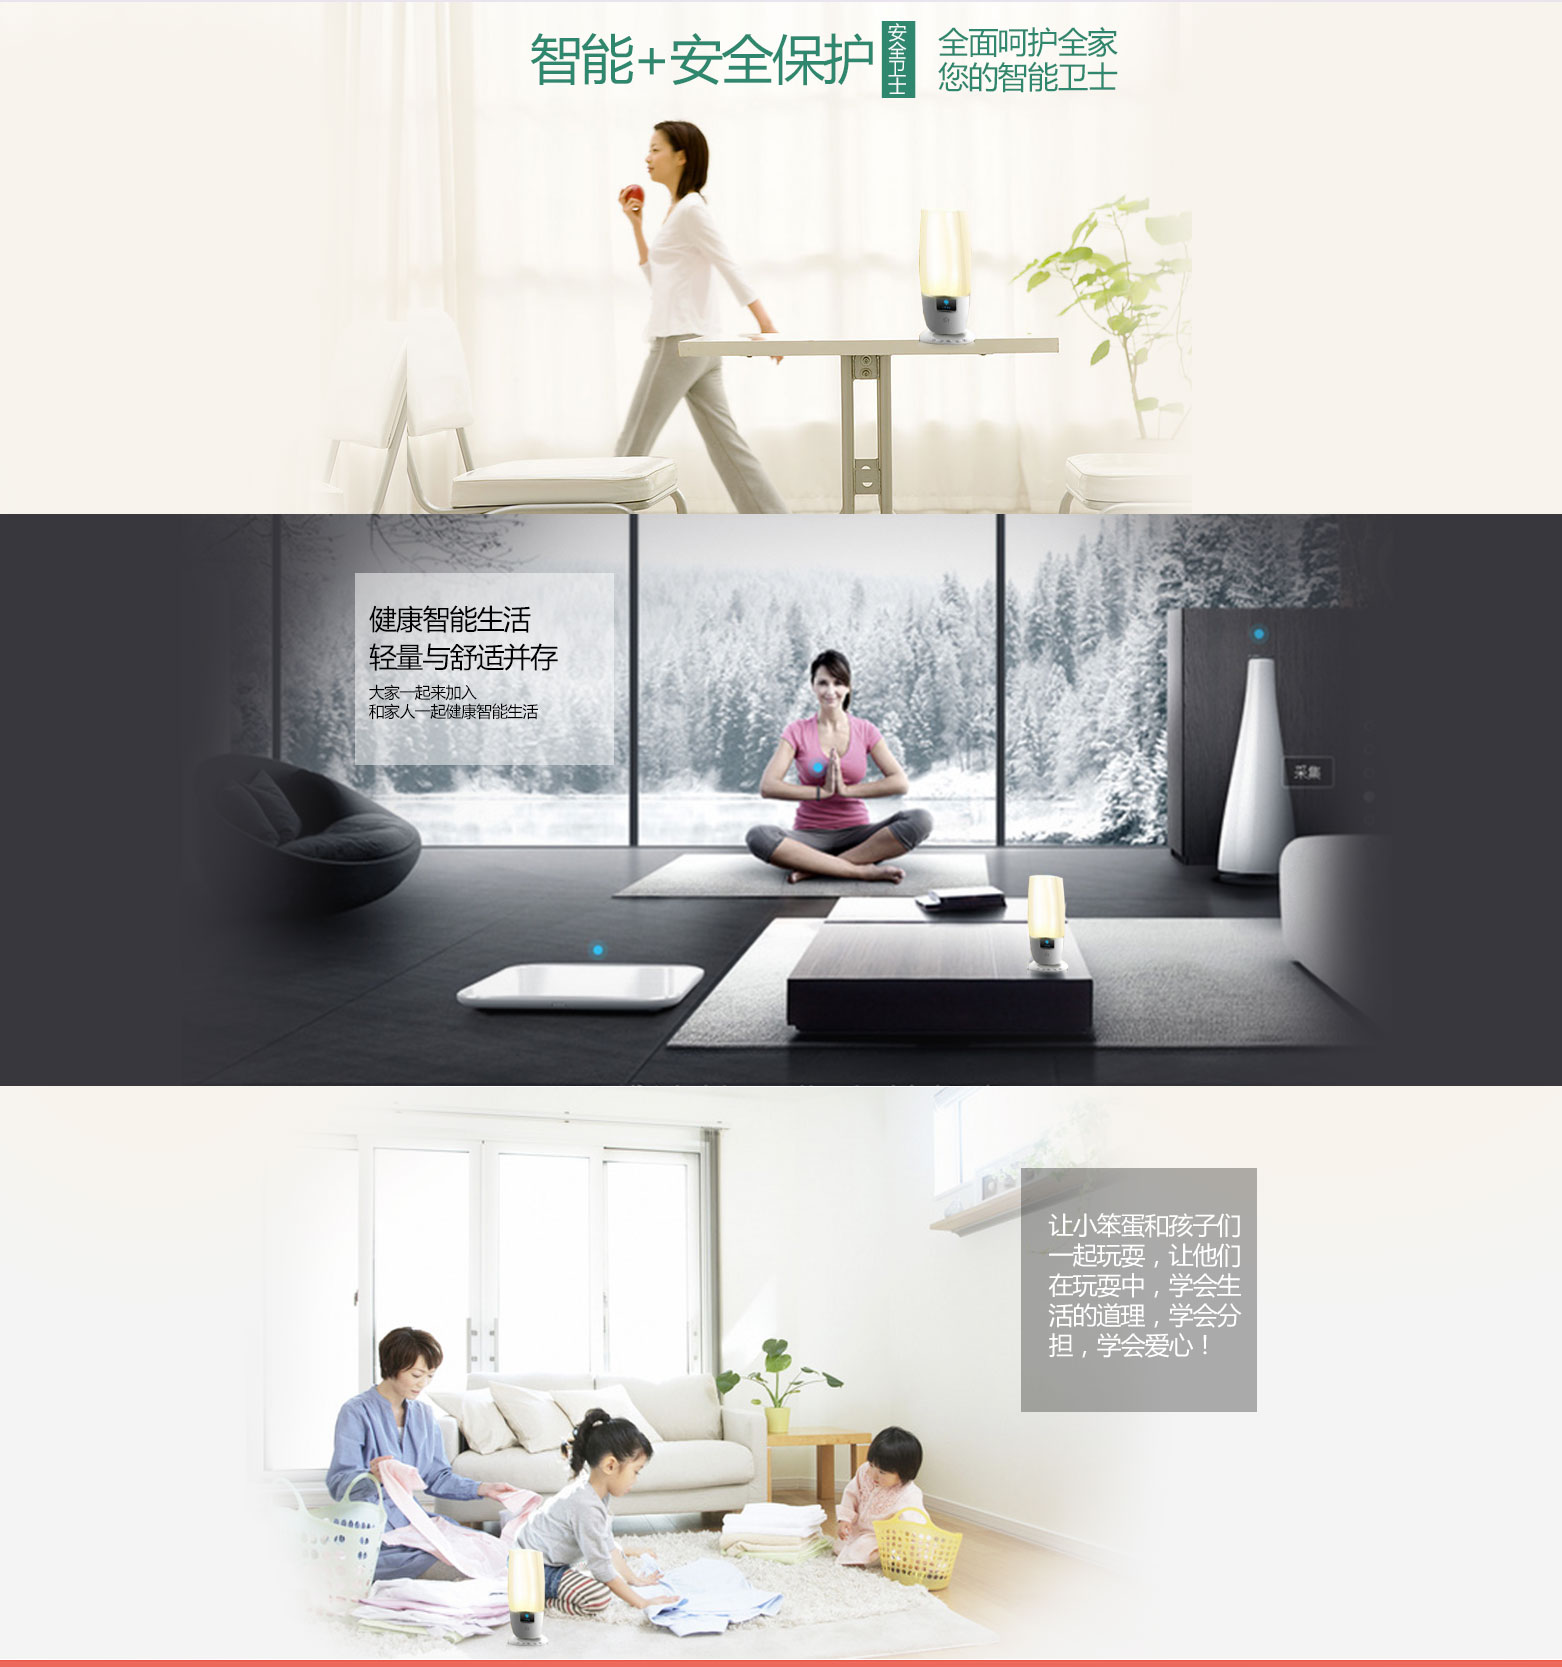 智能+安全保护
安全卫士
全面呵护全家
您的智能卫士
健康智能生活
轻量与舒适并存
大家一起来加入
和家人一起健康智能生活
采集
让小笨蛋和孩子们
一起玩耍，让他们
在玩耍中，学会生
活的道理，学会分
担，学会爱心！